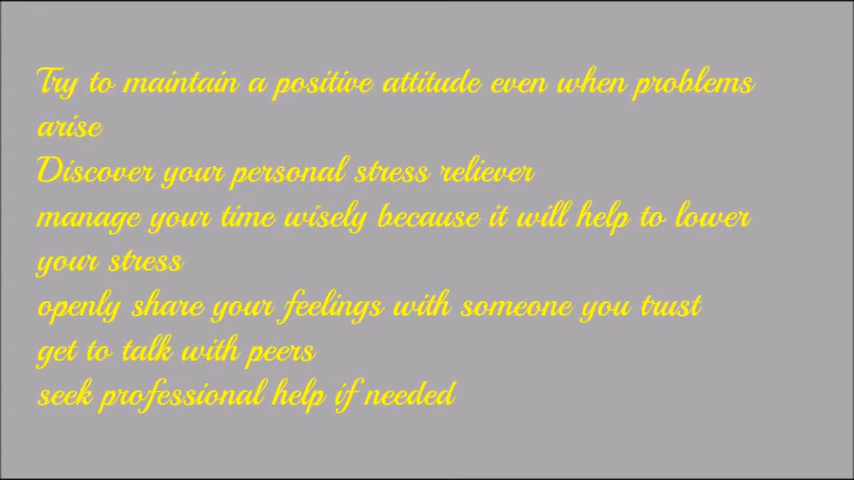 Try to maintain a positive attitude even when problems
arise
Discover your personal stress reliever
manage your time wisely because it will help to lower
your stress
openly share your feelings with someone you trust
get to talk with peers
seek professional help if needed